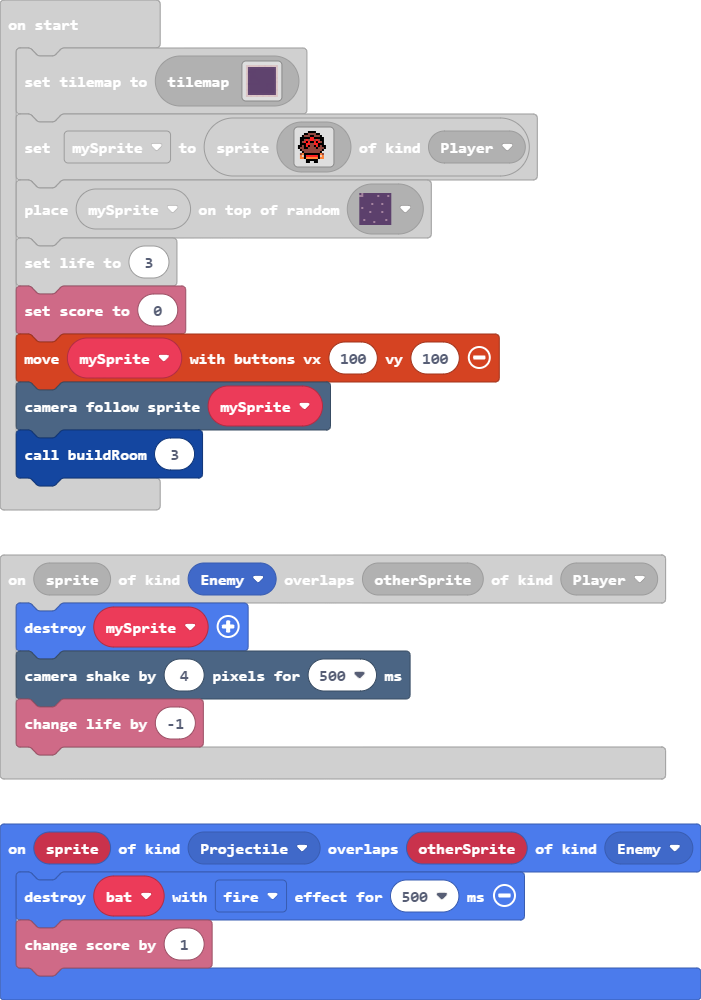 on start
set tilemap to tilemap
set mySprite to sprite of kind Player
place mySprite on top of random
set life to 3
set score to 0
move mySprite with buttons vx 100 vy 100
camera follow sprite mySprite
call buildRoom 3
on sprite of kind Enemy overlaps otherSprite of kind Player
destroy mySprite
camera shake by 4 pixels for 500 ms
change life by -1
on sprite of kind Projectile overlaps otherSprite of kind Enemy
destroy bat with fire effect for 500 ms
change score by 1